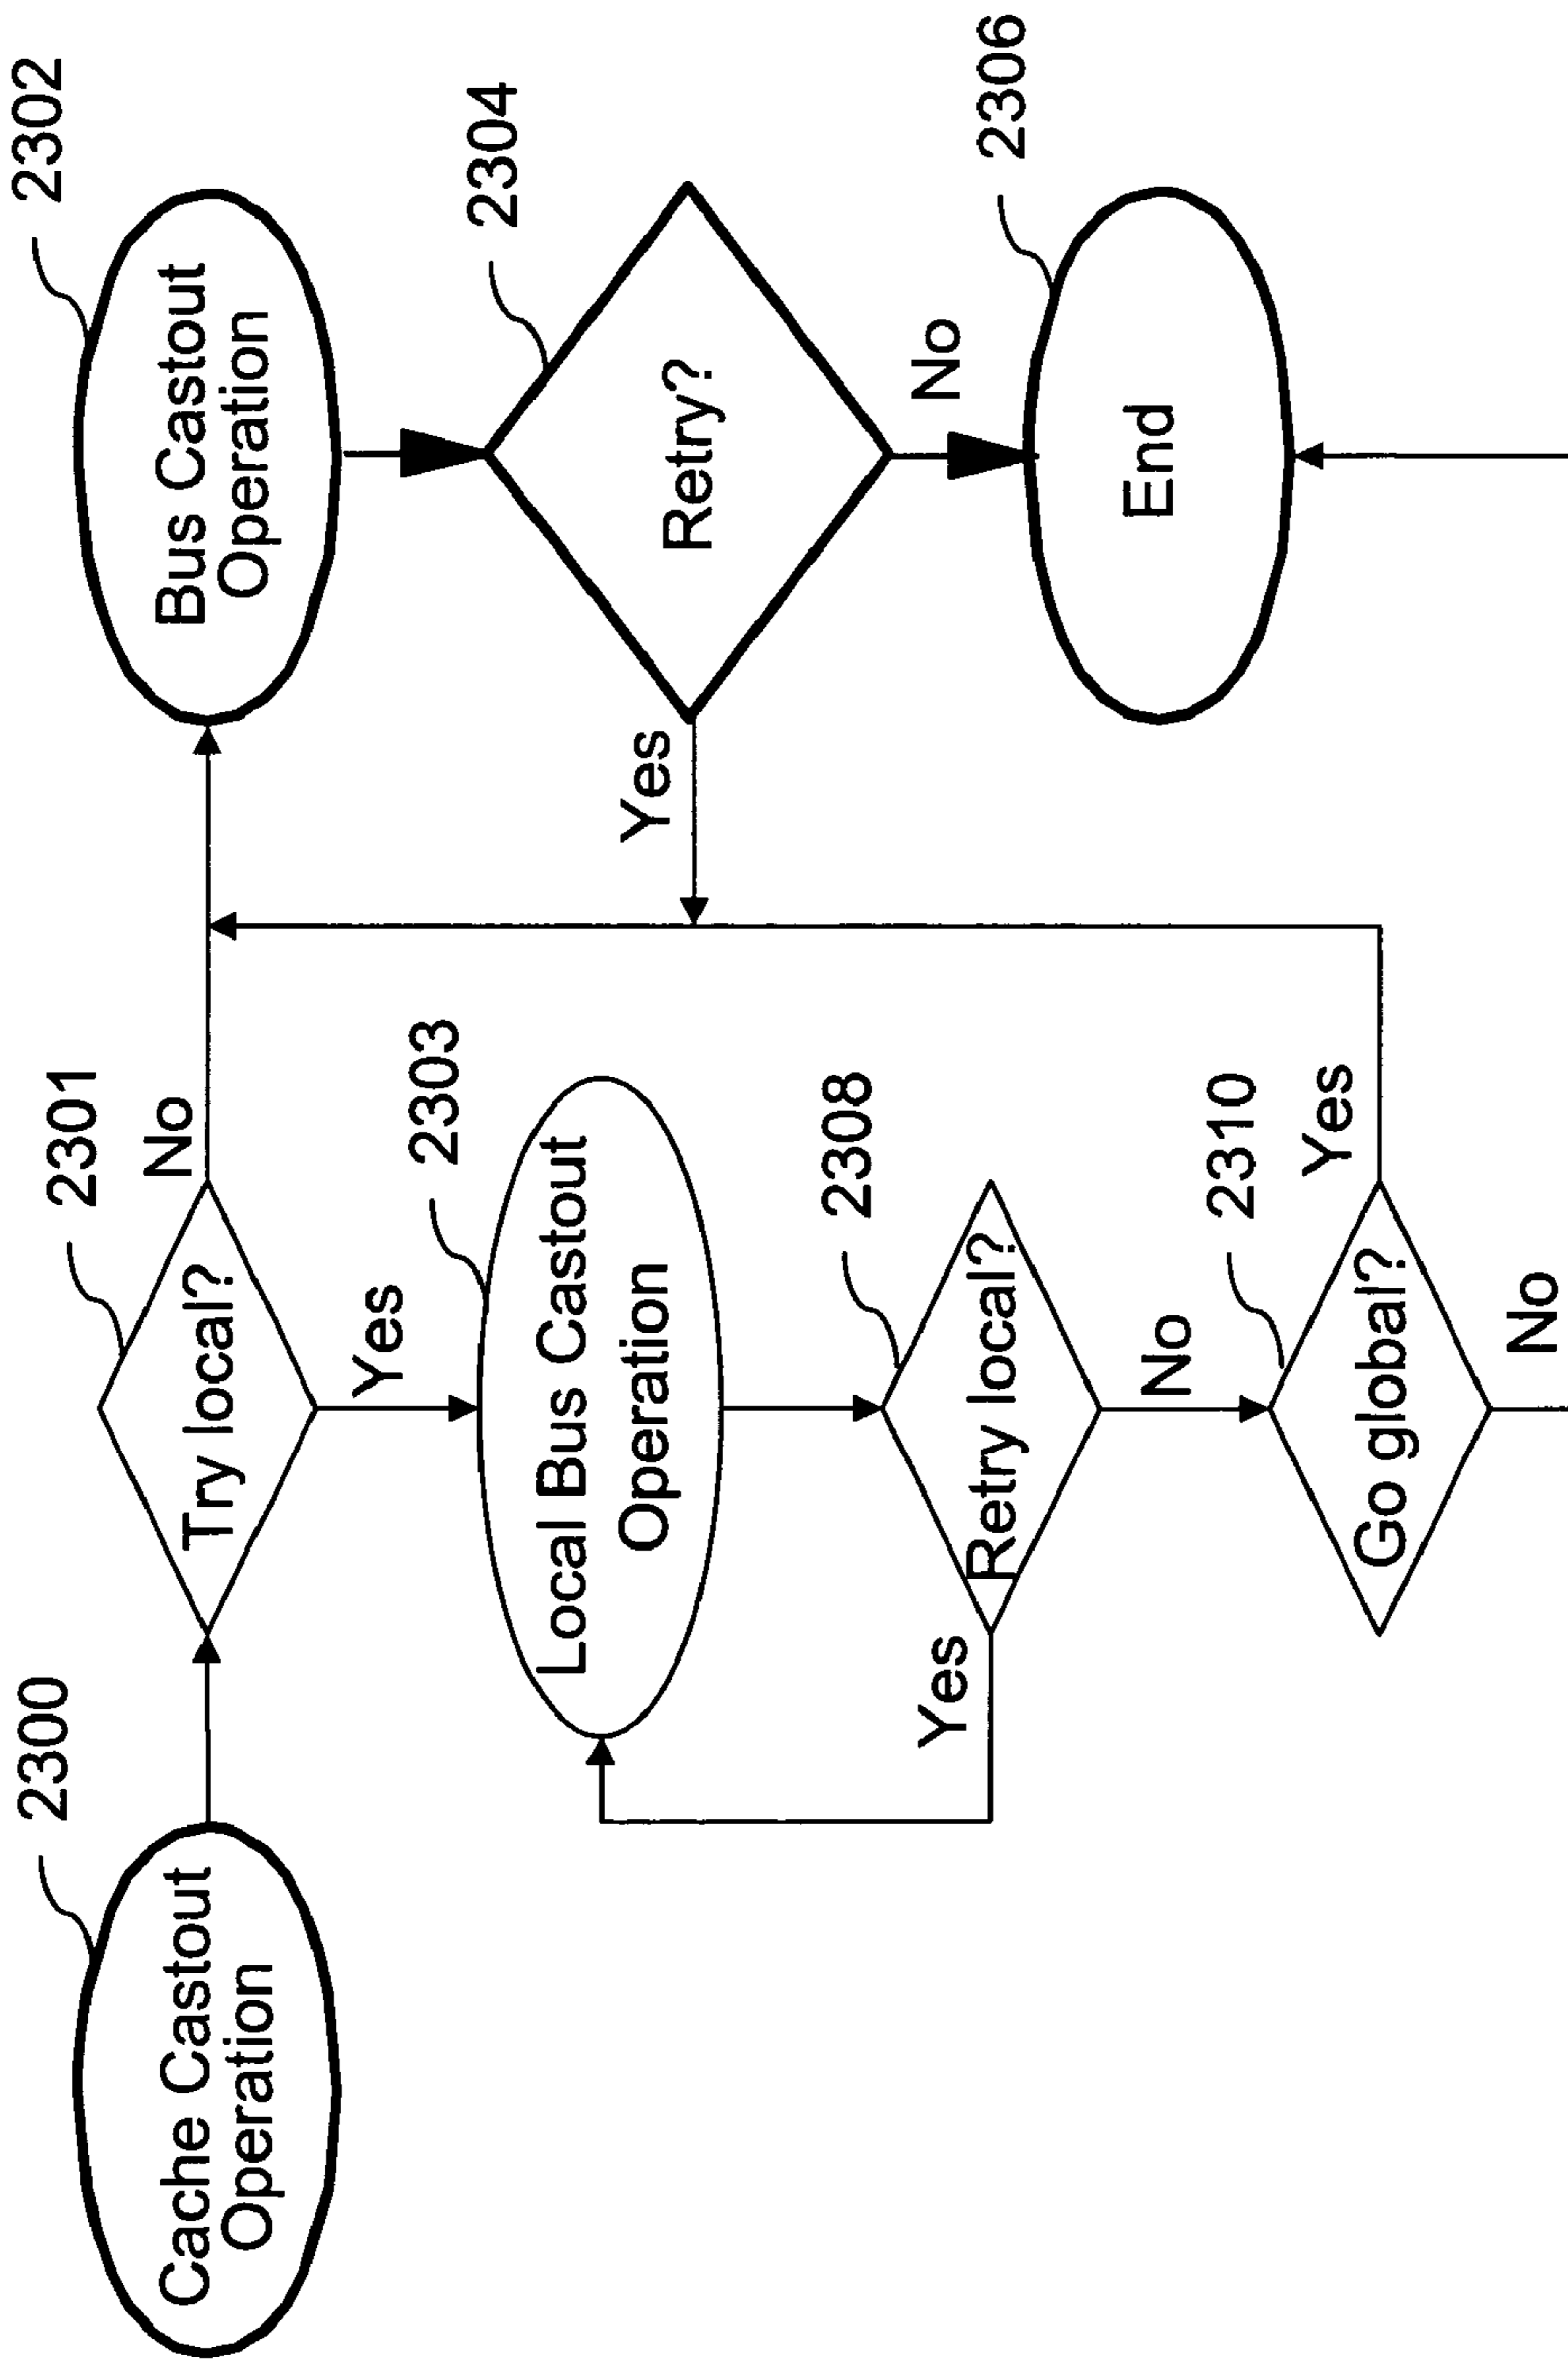 2300
Cache Castout
Operation
2301
Try local?
No
Yes
2302
Bus Castout
Operation
2303
Local Bus Castout
Operation
2304
Retry?
Yes
No
2308
Retry local?
Yes
No
2306
End
2310
Go global?
Yes
No